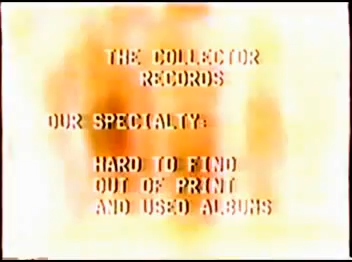 THE COLLECTOR
RECORDS
OUR SPECIALTY:
HARD TO FIND
OUT OF PRINT
AND USED ALBUMS